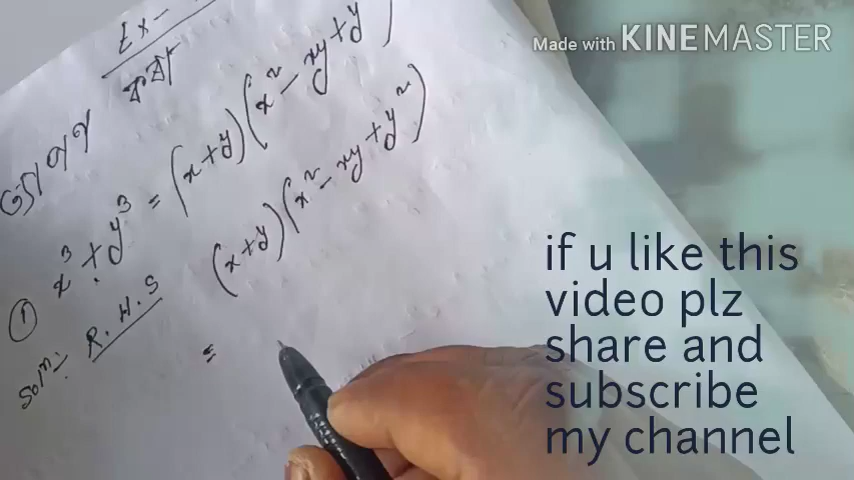 Made with KINEMASTER
Ex -
① x³ + y³ = (x+y)(x² - xy + y
Solⁿ:- R.H.S (x+y)(x² - xy + y²)
=
if u like this
video plz
share and
subscribe
my channel